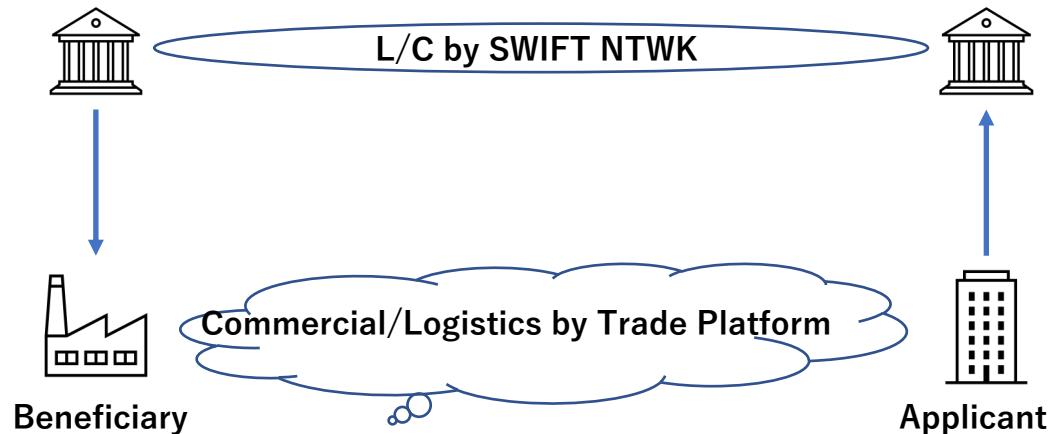 L/C by SWIFT NTWK
Commercial/Logistics by Trade Platform
Beneficiary
Applicant